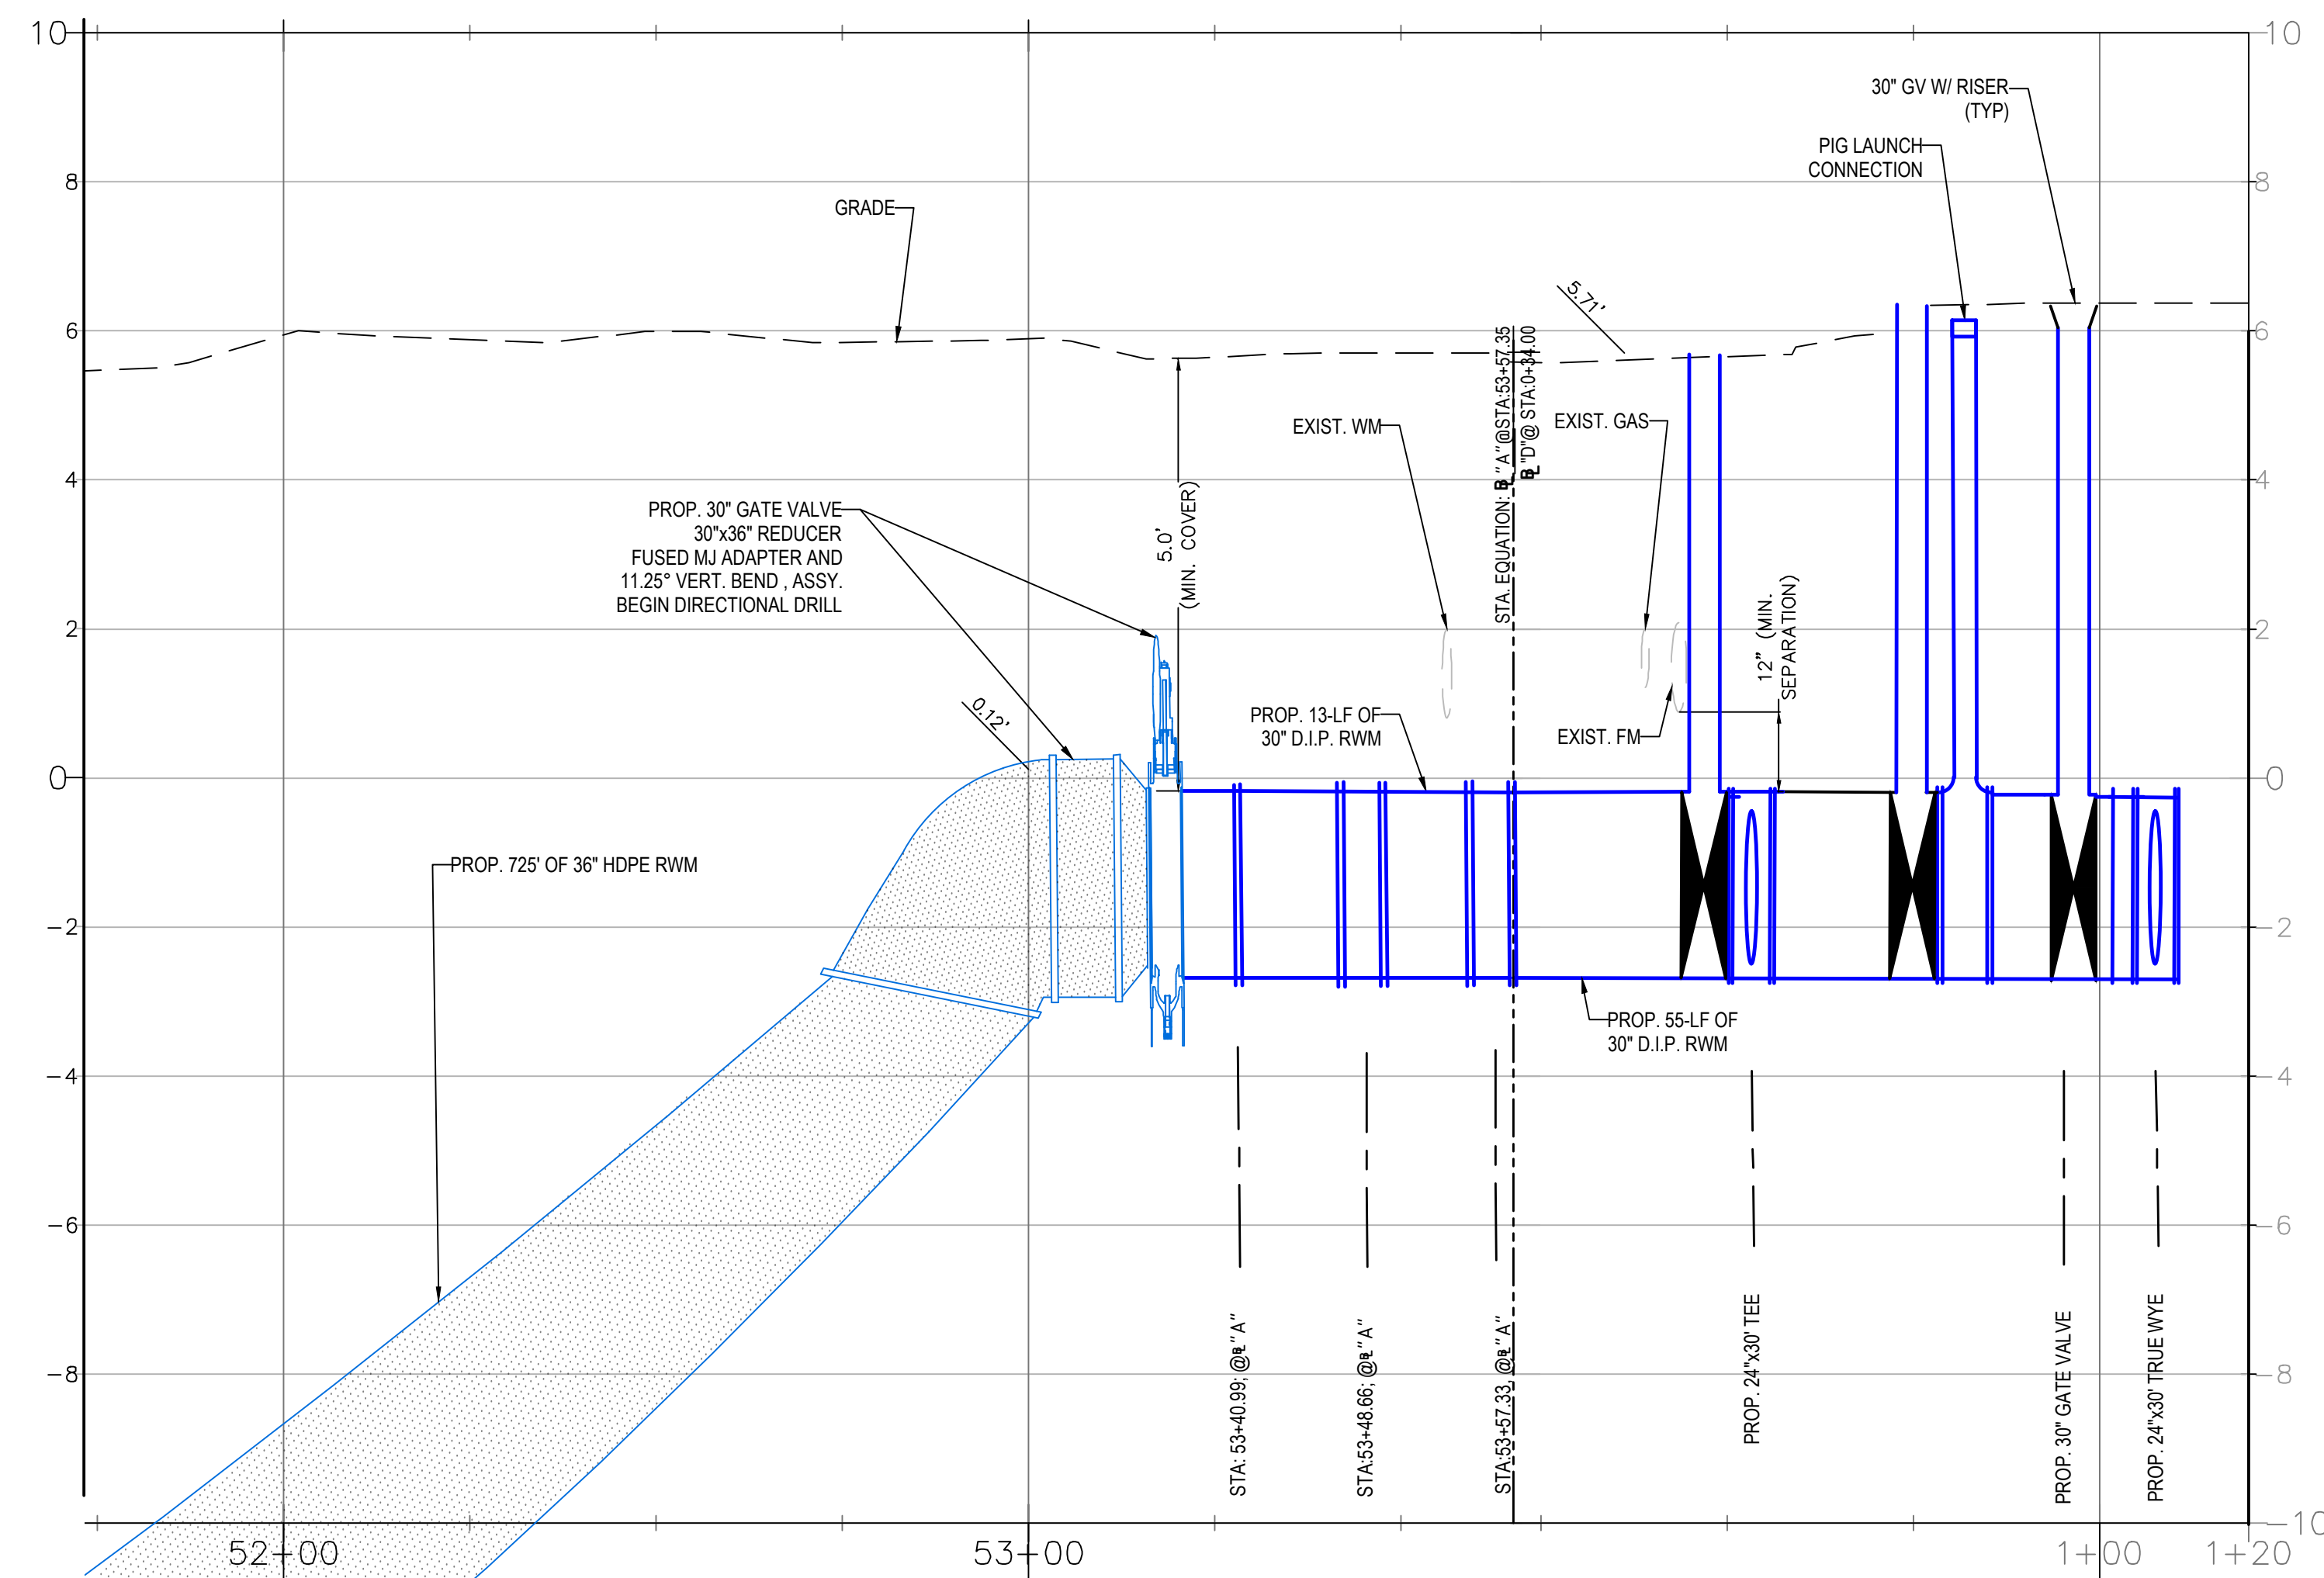 10
10
30" GV W/ RISER
(TYP)
PIG LAUNCH
CONNECTION
8
8
GRADE
5.71'
6
6
STA. EQUATION: ℄ "A"@STA:53+57.35
℄ "D"@ STA:0+34.00
EXIST. WM
EXIST. GAS
4
4
PROP. 30" GATE VALVE
30"x36" REDUCER
FUSED MJ ADAPTER AND
11.25° VERT. BEND , ASSY.
BEGIN DIRECTIONAL DRILL
5.0'
(MIN. COVER)
12" (MIN.
SEPARATION)
2
2
0.12'
PROP. 13-LF OF
30" D.I.P. RWM
EXIST. FM
0
0
PROP. 725' OF 36" HDPE RWM
-2
-2
PROP. 55-LF OF
30" D.I.P. RWM
-4
-4
-6
-6
STA: 53+40.99; @℄"A"
STA:53+48.66; @℄"A"
STA:53+57.33, @℄"A"
PROP. 24"x30' TEE
PROP. 30" GATE VALVE
PROP. 24"x30' TRUE WYE
-8
-8
-10
52+00
53+00
1+00
1+20